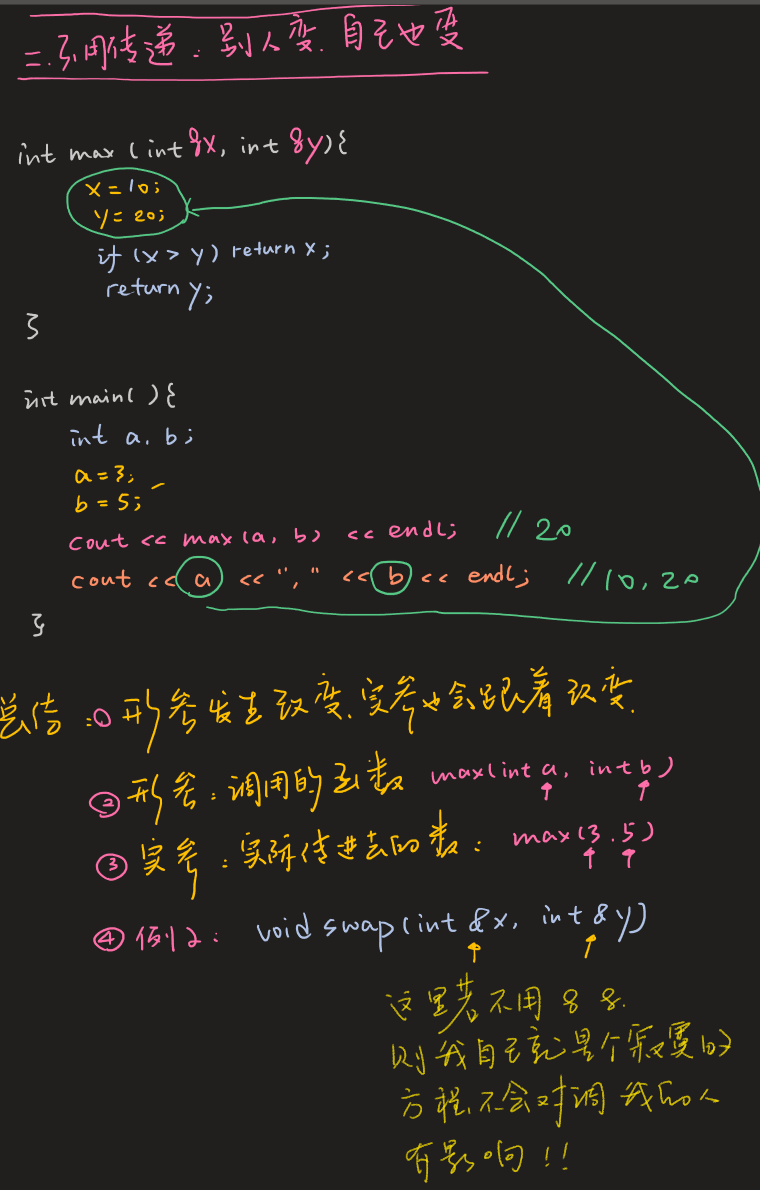 二.引用传递：别人变.自己也变
int max (int &x, int &y){
x = 10;
y = 20;
if (x > y) return x;
return y;
}
int main( ){
int a, b;
a = 3;
b = 5;
cout << max(a, b) << endl; // 20
cout << a << "," << b << endl; // 10, 20
}
总结：① 形参发生改变,实参也会跟着改变.
② 形参：调用的函数 max(int a, int b)
③ 实参：实际传进去的数： max(3.5)
④ 例2： void swap(int &x, int &y)
这里若不用 & &.
则我自己就是个寂寞的
方程,不会对调我的人
有影响!!